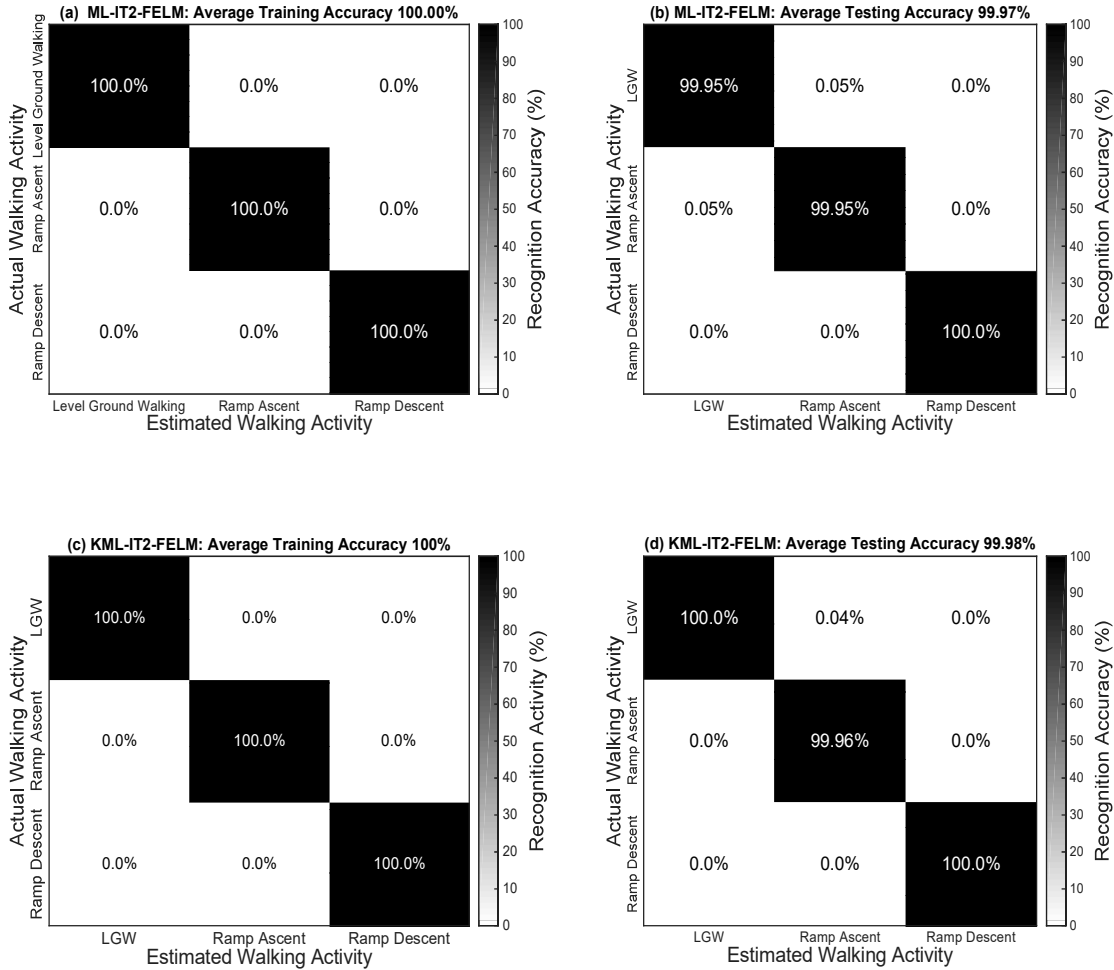 (a) ML-IT2-FELM: Average Training Accuracy 100.00%
Actual Walking Activity
Level Ground Walking
Ramp Ascent
Ramp Descent
100.0% 0.0% 0.0%
0.0% 100.0% 0.0%
0.0% 0.0% 100.0%
Level Ground Walking Ramp Ascent Ramp Descent
Estimated Walking Activity
100
90
80
70
60
50
40
30
20
10
0
Recognition Accuracy (%)
(b) ML-IT2-FELM: Average Testing Accuracy 99.97%
Actual Walking Activity
LGW
Ramp Ascent
Ramp Descent
99.95% 0.05% 0.0%
0.05% 99.95% 0.0%
0.0% 0.0% 100.0%
LGW Ramp Ascent Ramp Descent
Estimated Walking Activity
100
90
80
70
60
50
40
30
20
10
0
Recognition Accuracy (%)
(c) KML-IT2-FELM: Average Training Accuracy 100%
Actual Walking Activity
LGW
Ramp Ascent
Ramp Descent
100.0% 0.0% 0.0%
0.0% 100.0% 0.0%
0.0% 0.0% 100.0%
LGW Ramp Ascent Ramp Descent
Estimated Walking Activity
100
90
80
70
60
50
40
30
20
10
0
Recognition Activity (%)
(d) KML-IT2-FELM: Average Testing Accuracy 99.98%
Actual Walking Activity
LGW
Ramp Ascent
Ramp Descent
100.0% 0.04% 0.0%
0.0% 99.96% 0.0%
0.0% 0.0% 100.0%
LGW Ramp Ascent Ramp Descent
Estimated Walking Activity
100
90
80
70
60
50
40
30
20
10
0
Recognition Accuracy (%)